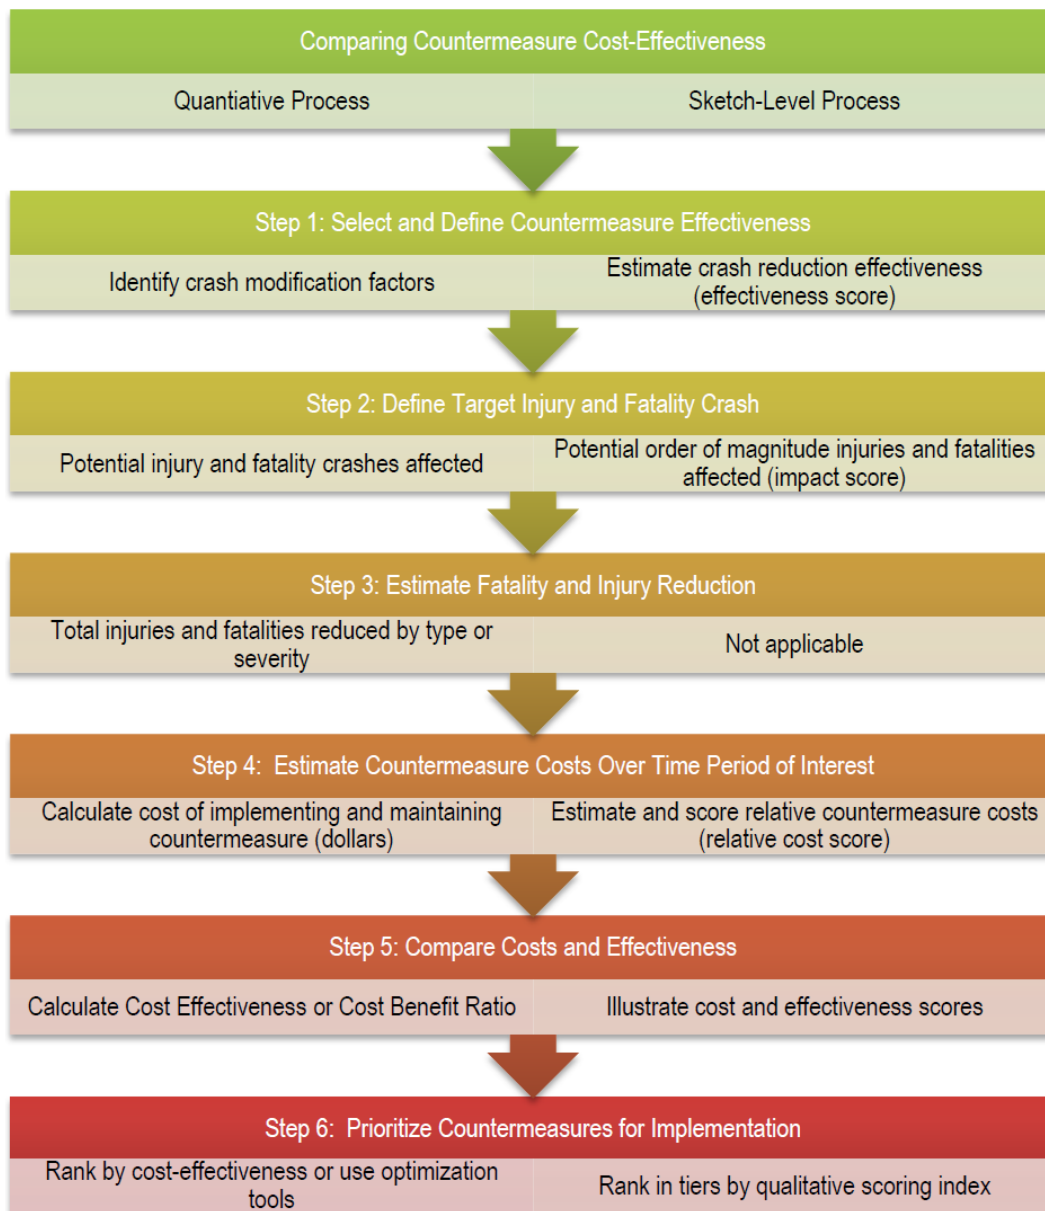 Comparing Countermeasure Cost-Effectiveness
Quantiative Process
Sketch-Level Process
Step 1: Select and Define Countermeasure Effectiveness
Identify crash modification factors
Estimate crash reduction effectiveness
(effectiveness score)
Step 2: Define Target Injury and Fatality Crash
Potential injury and fatality crashes affected
Potential order of magnitude injuries and fatalities
affected (impact score)
Step 3: Estimate Fatality and Injury Reduction
Total injuries and fatalities reduced by type or
severity
Not applicable
Step 4: Estimate Countermeasure Costs Over Time Period of Interest
Calculate cost of implementing and maintaining
countermeasure (dollars)
Estimate and score relative countermeasure costs
(relative cost score)
Step 5: Compare Costs and Effectiveness
Calculate Cost Effectiveness or Cost Benefit Ratio
Illustrate cost and effectiveness scores
Step 6: Prioritize Countermeasures for Implementation
Rank by cost-effectiveness or use optimization
tools
Rank in tiers by qualitative scoring index